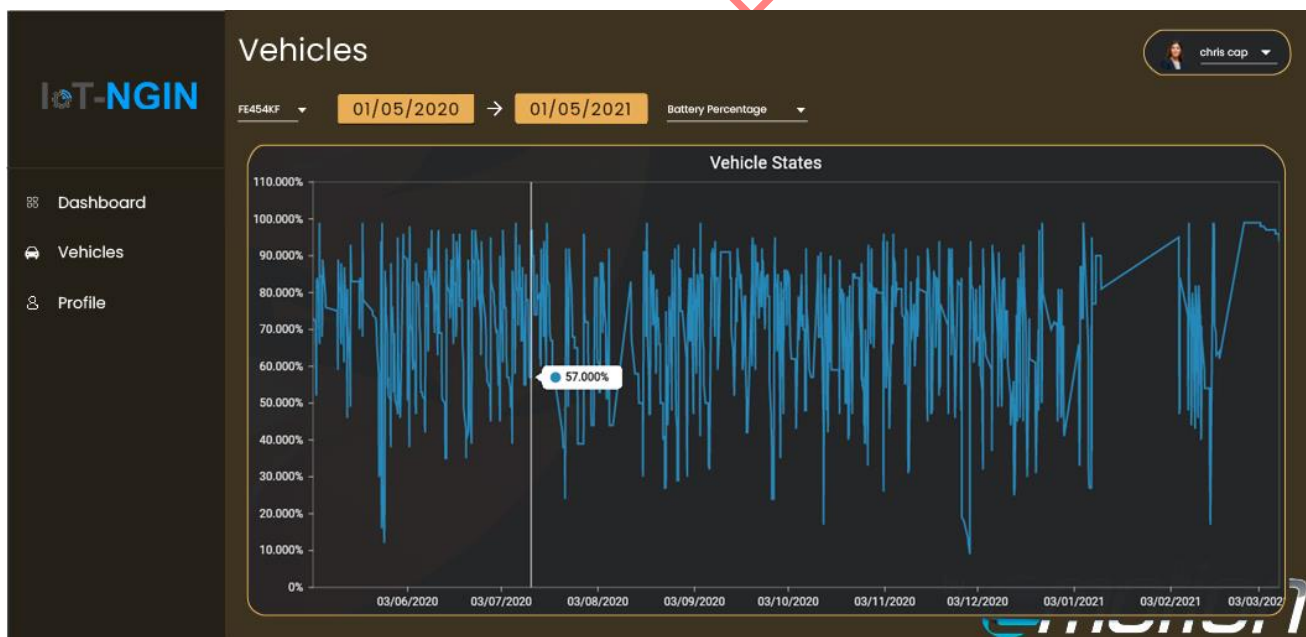 IoT-NGIN
Dashboard
Vehicles
Profile
Vehicles
chris cap
FE454KF
01/05/2020 → 01/05/2021
Battery Percentage
Vehicle States
110.000%
100.000%
90.000%
80.000%
70.000%
60.000%
50.000%
40.000%
30.000%
20.000%
10.000%
0%
57.000%
03/06/2020 03/07/2020 03/08/2020 03/09/2020 03/10/2020 03/11/2020 03/12/2020 03/01/2021 03/02/2021 03/03/202